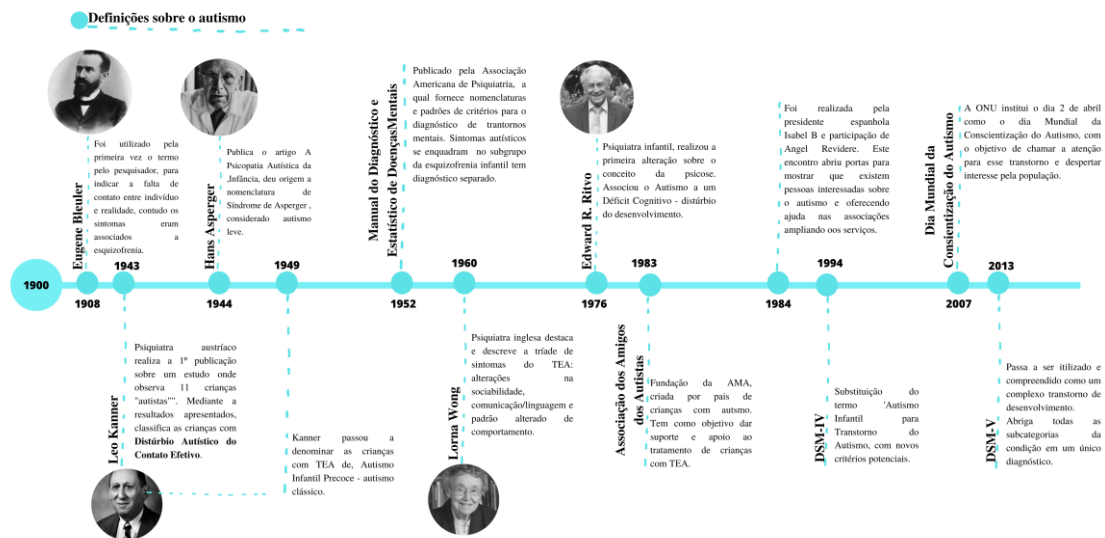 Definições sobre o autismo
Eugene Bleuler
Foi utilizado pela
primeira vez o termo
pelo pesquisador, para
indicar a falta de
contato entre indivíduo
e realidade, contudo os
sintomas eram
associados a
esquizofrenia.
Hans Asperger
Publica o artigo A
Psicopatia Autística da
,Infância, deu origem a
nomenclatura de
Síndrome de Asperger ,
considerado autismo
leve.
Manual do Diagnóstico e
Estatístico de DoençasMentais
Publicado pela Associação
Americana de Psiquiatria, a
qual fornece nomenclaturas
e padrões de critérios para o
diagnóstico de trantornos
mentais. Sintomas autísticos
se enquadram no subgrupo
da esquizofrenia infantil tem
diagnóstico separado.
Edward R. Ritvo
Psiquiatra infantil, realizou a
primeira alteração sobre o
conceito da psicose.
Associou o Autismo a um
Déficit Cognitivo - distúrbio
do desenvolvimento.
Foi realizada pela
presidente espanhola
Isabel B e participação de
Angel Revidere. Este
encontro abriu portas para
mostrar que existem
pessoas interessadas sobre
o autismo e oferecendo
ajuda nas associações
ampliando oos serviços.
Dia Mundial da
Consientização do Autismo
A ONU institui o dia 2 de abril
como o dia Mundial da
Conscientização do Autismo, com
o objetivo de chamar a atenção
para esse transtorno e despertar
interesse pela população.
1900
1908
1943
1944
1949
1952
1960
1976
1983
1984
1994
2007
2013
Leo Kanner
Psiquiatra austríaco
realiza a 1ª publicação
sobre um estudo onde
observa 11 crianças
"autistas"". Mediante a
resultados apresentados,
classifica as crianças com
Distúrbio Autístico do
Contato Efetivo.
Kanner passou a
denominar as crianças
com TEA de, Autismo
Infantil Precoce - autismo
clássico.
Lorna Wong
Psiquiatra inglesa destaca
e descreve a tríade de
sintomas do TEA:
alterações na
sociabilidade,
comunicação/linguagem e
padrão alterado de
comportamento.
Associação dos Amigos
dos Autistas
Fundação da AMA,
criada por pais de
crianças com autsmo.
Tem como objetivo dar
suporte e apoio ao
tratamento de crianças
com TEA.
DSM-IV
Substituição do
termo 'Autismo
Infantil para
Transtorno do
Autismo, com novos
critérios potenciais.
DSM-V
Passa a ser itilizado e
compreendido como um
complexo transtorno de
desenvolvimento.
Abriga todas as
subcategorias da
condição em um único
diagnóstico.